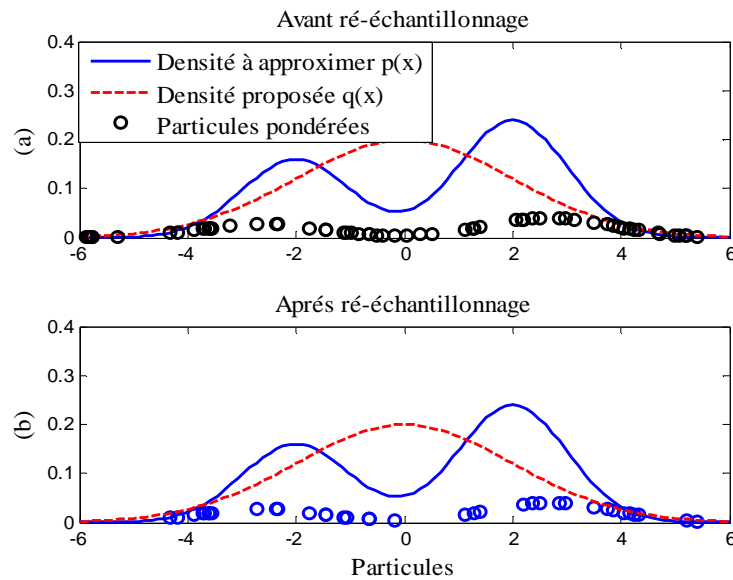 Avant ré-échantillonnage
0.4
0.3
0.2
0.1
0
(a)
Densité à approximer p(x)
Densité proposée q(x)
Particules pondérées
-6 -4 -2 0 2 4 6
Aprés ré-échantillonnage
0.4
0.3
0.2
0.1
0
(b)
-6 -4 -2 0 2 4 6
Particules